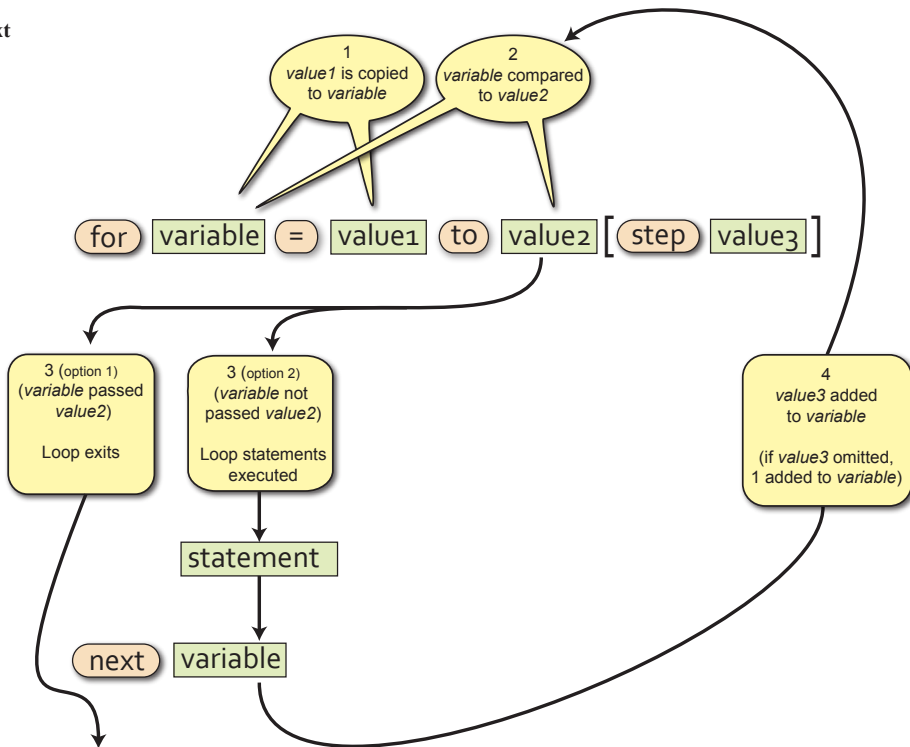 1
value1 is copied
to variable
2
variable compared
to value2
for variable = value1 to value2 [ step value3 ]
3 (option 1)
(variable passed
value2)
Loop exits
3 (option 2)
(variable not
passed value2)
Loop statements
executed
4
value3 added
to variable
(if value3 omitted,
1 added to variable)
statement
next variable